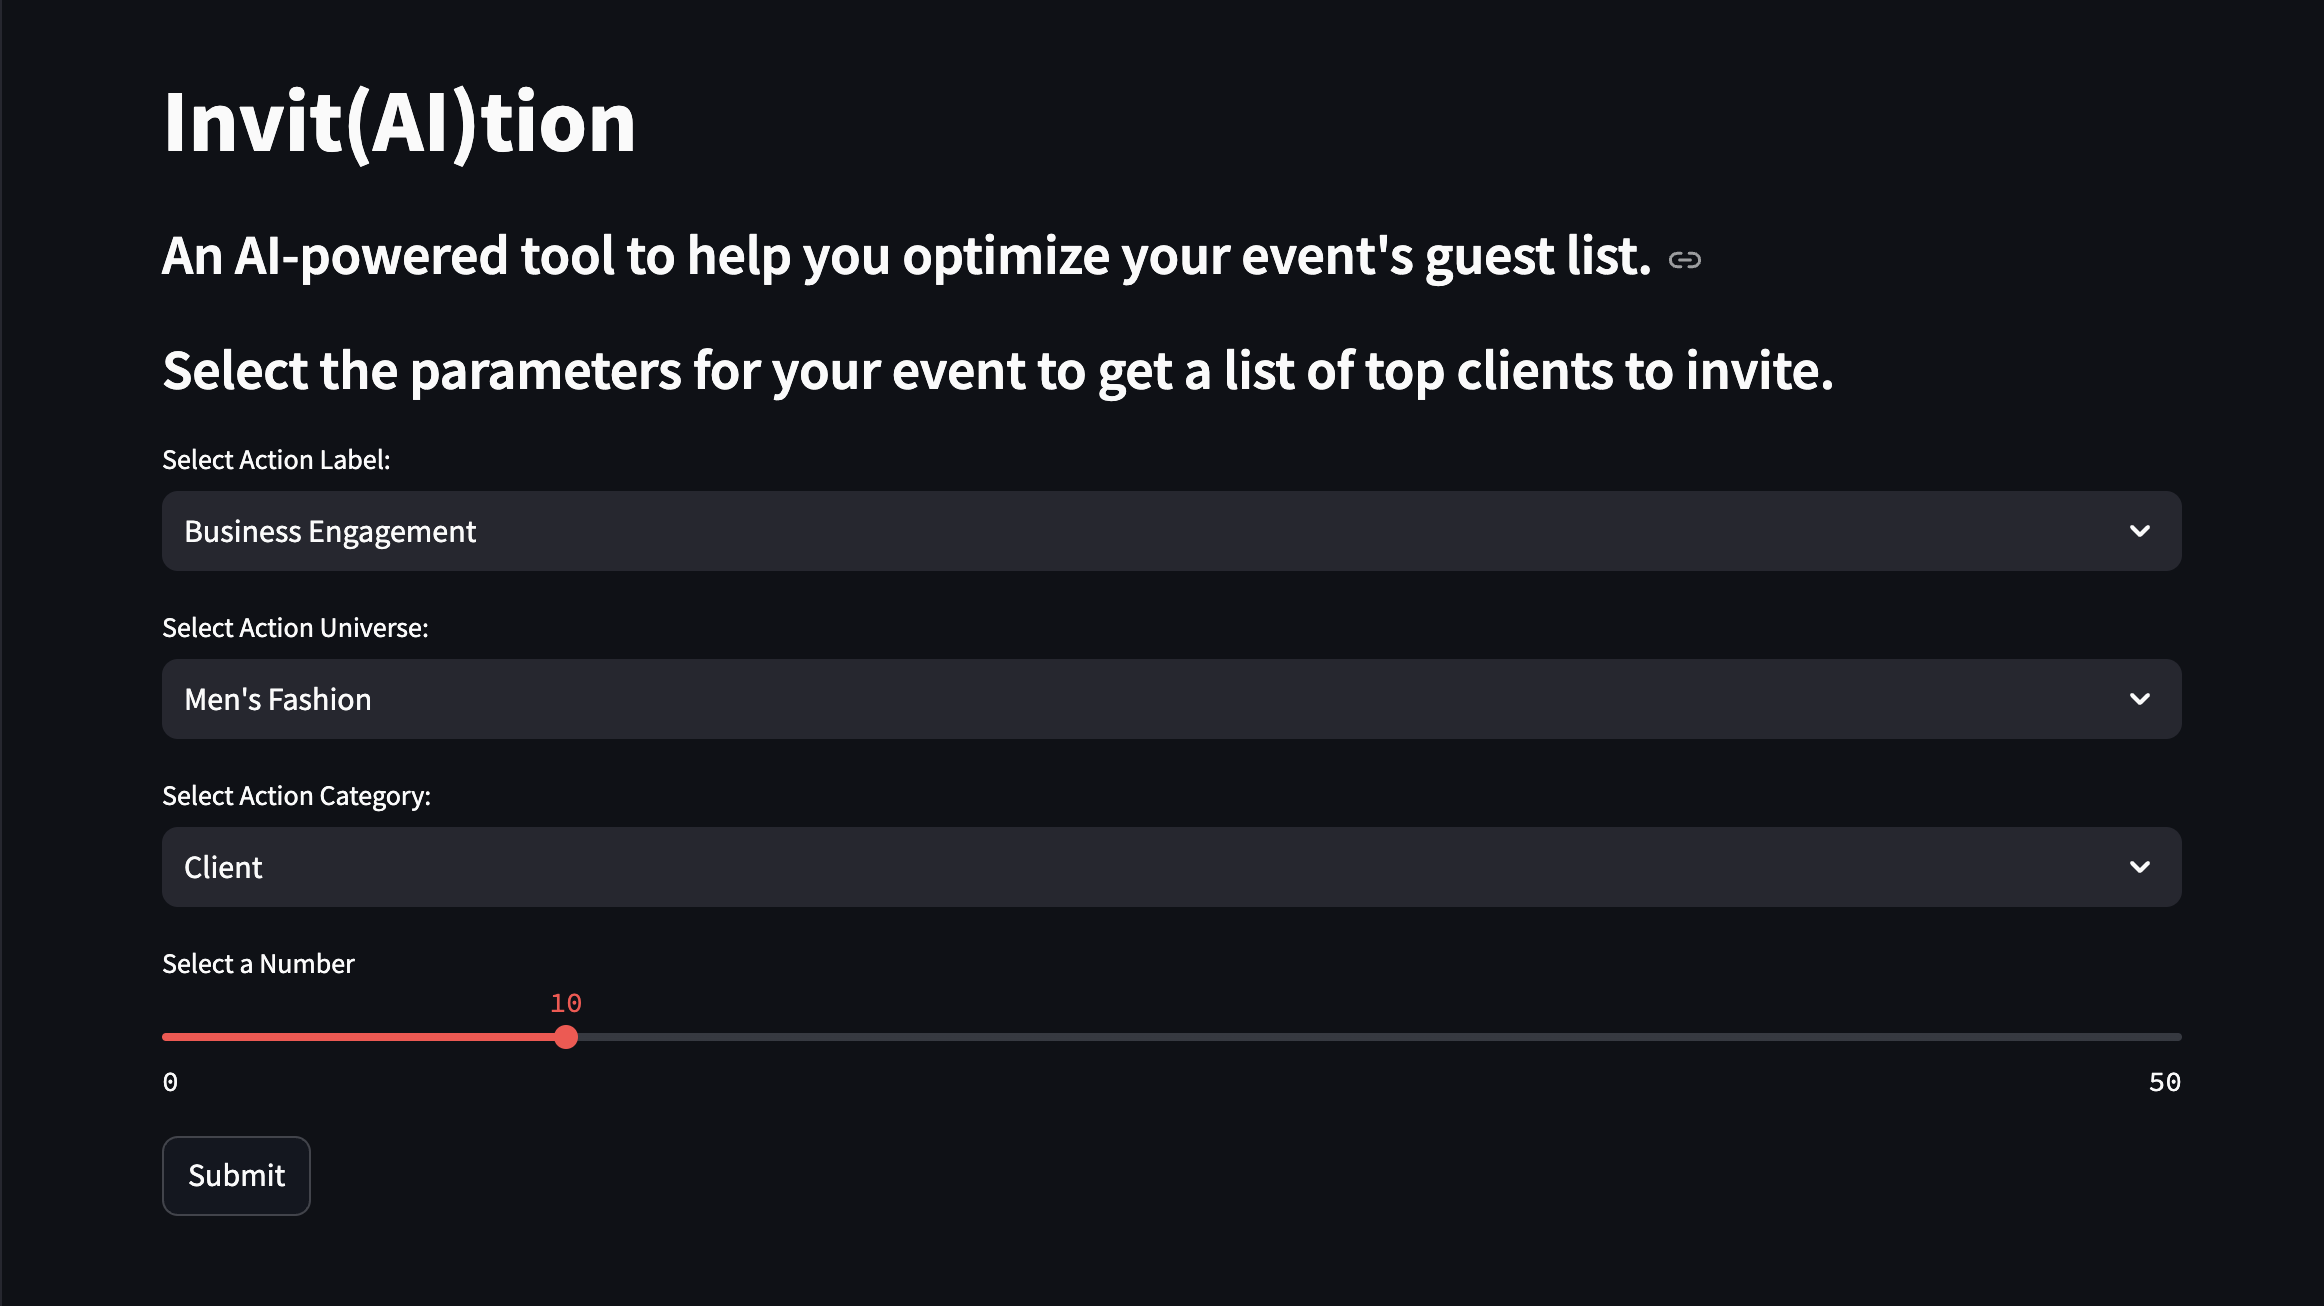 Invit(AI)tion
An AI-powered tool to help you optimize your event's guest list.
Select the parameters for your event to get a list of top clients to invite.
Select Action Label:
Business Engagement
Select Action Universe:
Men's Fashion
Select Action Category:
Client
Select a Number
10
0 50
Submit